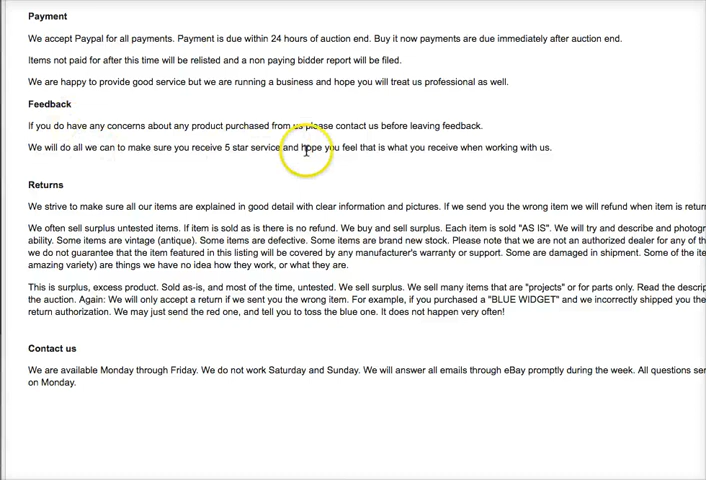 Payment
We accept Paypal for all payments. Payment is due within 24 hours of auction end. Buy it now payments are due immediately after auction end.
Items not paid for after this time will be relisted and a non paying bidder report will be filed.
We are happy to provide good service but we are running a business and hope you will treat us professional as well.
Feedback
If you do have any concerns about any product purchased from us please contact us before leaving feedback.
We will do all we can to make sure you receive 5 star service and hope you feel that is what you receive when working with us.
Returns
We strive to make sure all our items are explained in good detail with clear information and pictures. If we send you the wrong item we will refund when item is retur
We often sell surplus untested items. If item is sold as is there is no refund. We buy and sell surplus. Each item is sold "AS IS". We will try and describe and photogr
ability. Some items are vintage (antique). Some items are defective. Some items are brand new stock. Please note that we are not an authorized dealer for any of th
we do not guarantee that the item featured in this listing will be covered by any manufacturer's warranty or support. Some are damaged in shipment. Some of the ite
amazing variety) are things we have no idea how they work, or what they are.
This is surplus, excess product. Sold as-is, and most of the time, untested. We sell surplus. We sell many items that are "projects" or for parts only. Read the descrip
the auction. Again: We will only accept a return if we sent you the wrong item. For example, if you purchased a "BLUE WIDGET" and we incorrectly shipped you the
return authorization. We may just send the red one, and tell you to toss the blue one. It does not happen very often!
Contact us
We are available Monday through Friday. We do not work Saturday and Sunday. We will answer all emails through eBay promptly during the week. All questions ser
on Monday.